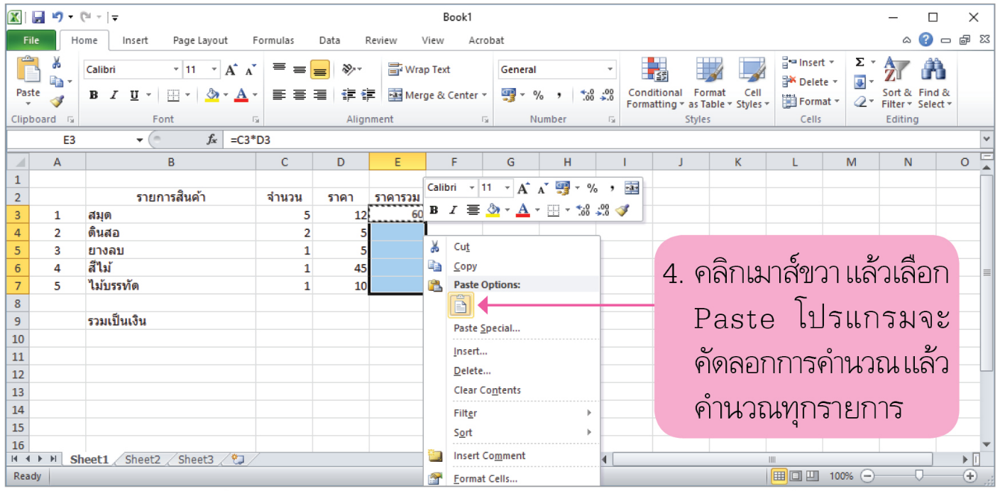 Book1
File Home Insert Page Layout Formulas Data Review View Acrobat
Calibri 11 A A Wrap Text General Insert Σ
Paste B I U A Merge & Center % , .00 .0 Conditional Formatting Format as Table Cell Styles Delete Format Sort & Filter Find & Select
Clipboard Font Alignment Number Styles Cells Editing
E3 fx =C3*D3
A B C D E F G H I J K L M N O
1
2 รายการสินค้า จำนวน ราคา ราคารวม
3 1 สมุด 5 12 60
4 2 ดินสอ 2 5
5 3 ยางลบ 1 5
6 4 สีไม้ 1 45
7 5 ไม้บรรทัด 1 10
8
9 รวมเป็นเงิน
10
11
12
13
14
15
16
Calibri 11 A A % ,
B I A .00 .0
Cut
Copy
Paste Options:
Paste Special...
Insert...
Delete...
Clear Contents
Filter
Sort
Insert Comment
Format Cells...
4. คลิกเมาส์ขวา แล้วเลือก
Paste โปรแกรมจะ
คัดลอกการคำนวณ แล้ว
คำนวณทุกรายการ
Sheet1 Sheet2 Sheet3
Ready 100%